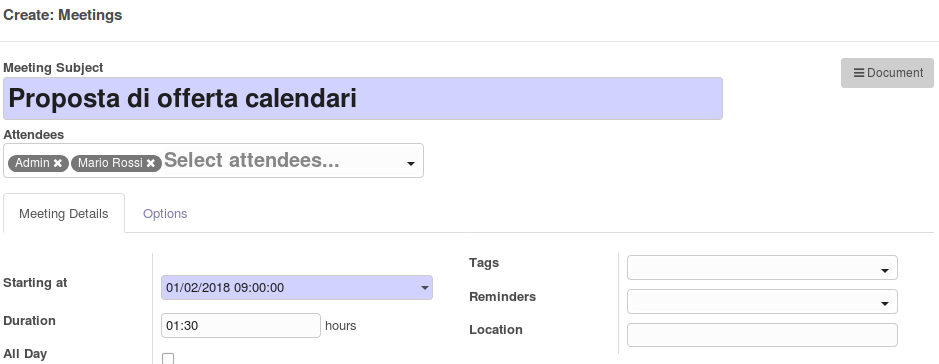 Create: Meetings
Meeting Subject
Document
Proposta di offerta calendari
Attendees
Admin Mario Rossi Select attendees...
Meeting Details Options
Starting at 01/02/2018 09:00:00
Duration 01:30 hours
All Day
Tags
Reminders
Location